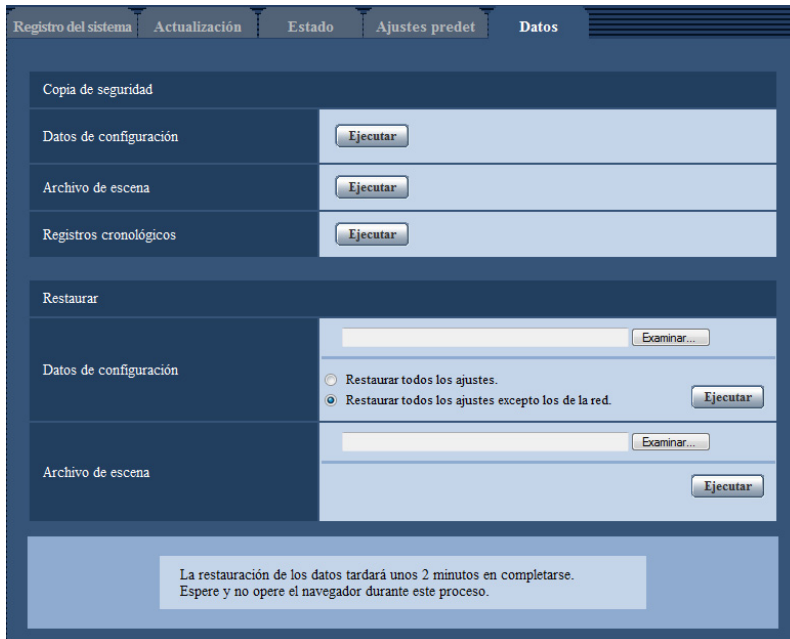 Registro del sistema Actualización Estado Ajustes predet Datos
Copia de seguridad
Datos de configuración Ejecutar
Archivo de escena Ejecutar
Registros cronológicos Ejecutar
Restaurar
Examinar...
Datos de configuración
Restaurar todos los ajustes.
Restaurar todos los ajustes excepto los de la red. Ejecutar
Examinar...
Archivo de escena
Ejecutar
La restauración de los datos tardará unos 2 minutos en completarse.
Espere y no opere el navegador durante este proceso.